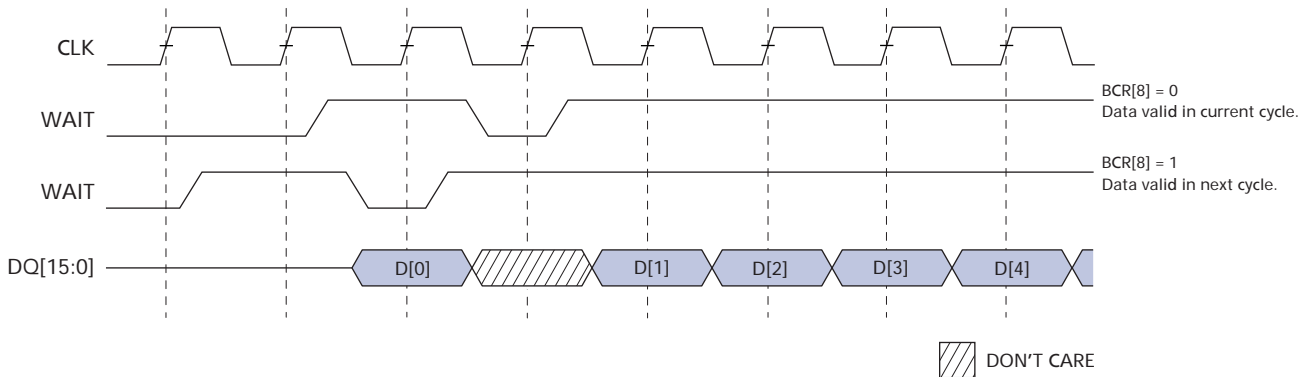 CLK
WAIT
BCR[8] = 0
Data valid in current cycle.
WAIT
BCR[8] = 1
Data valid in next cycle.
DQ[15:0]
D[0]
D[1]
D[2]
D[3]
D[4]
DON'T CARE